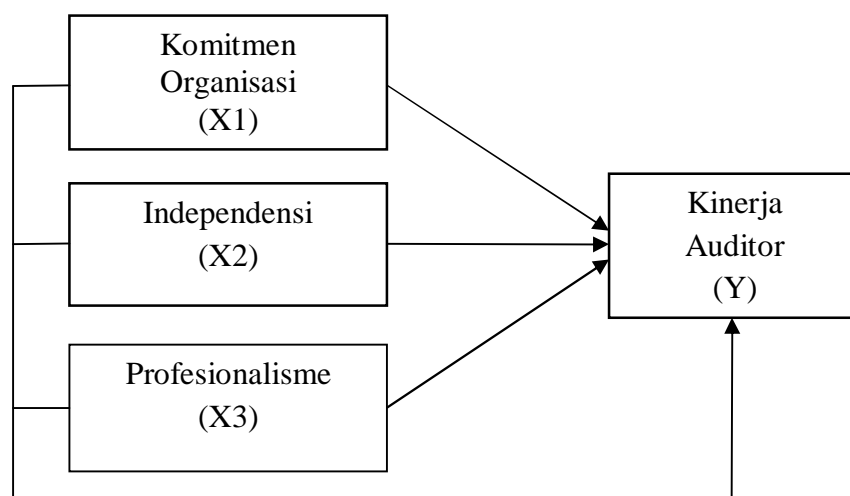 Komitmen
Organisasi
(X1)
Independensi
(X2)
Profesionalisme
(X3)
Kinerja
Auditor
(Y)